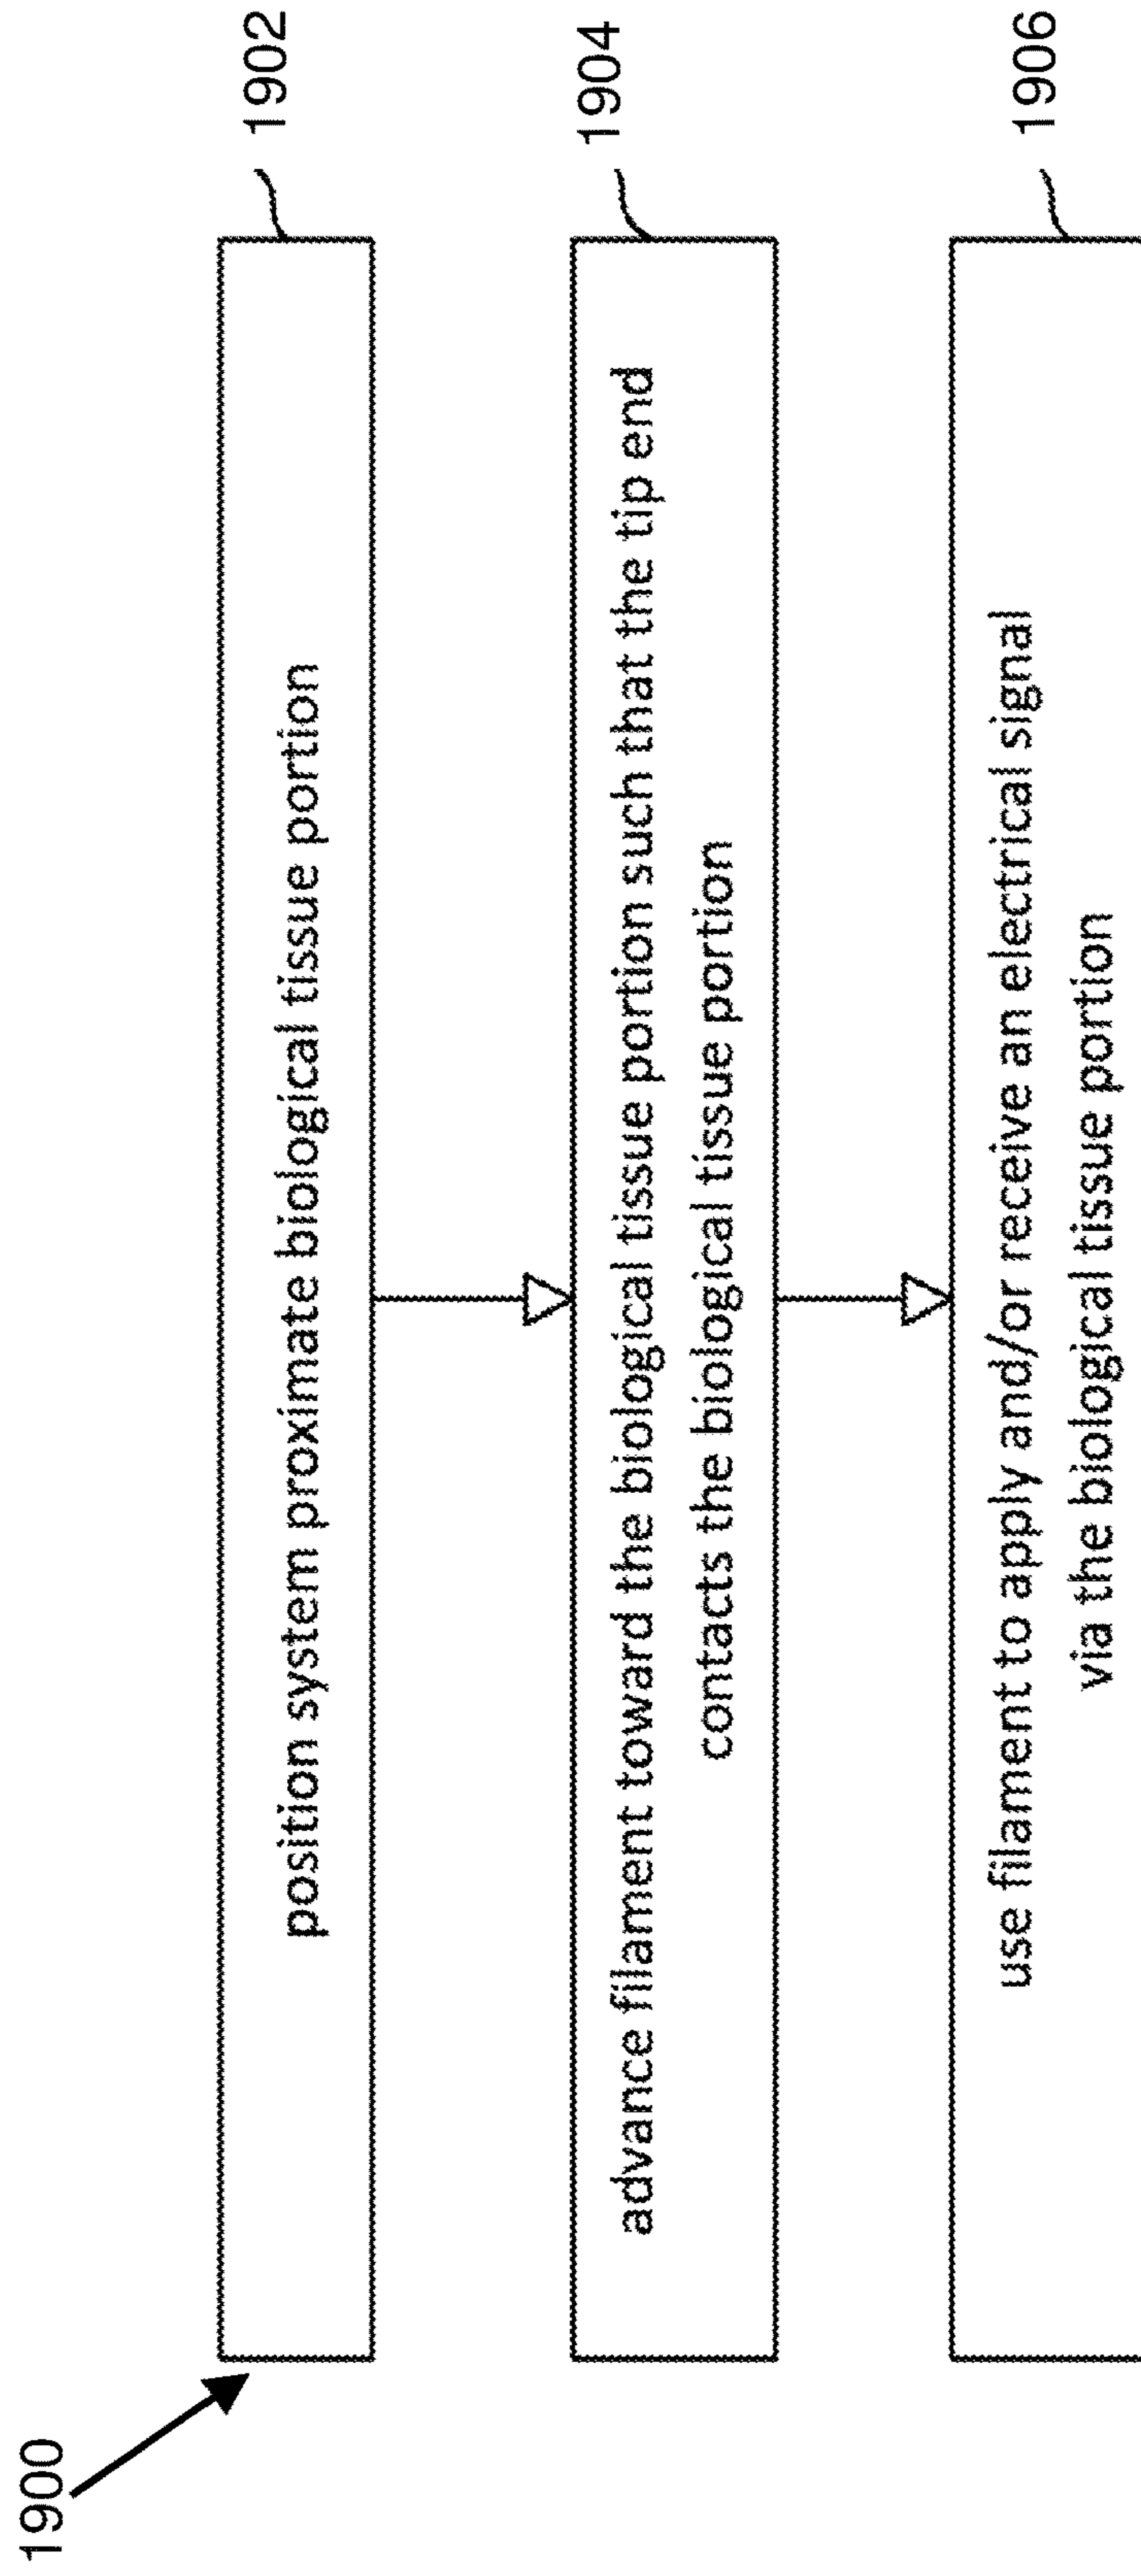 1900
position system proximate biological tissue portion
1902
advance filament toward the biological tissue portion such that the tip end
contacts the biological tissue portion
1904
use filament to apply and/or receive an electrical signal
via the biological tissue portion
1906